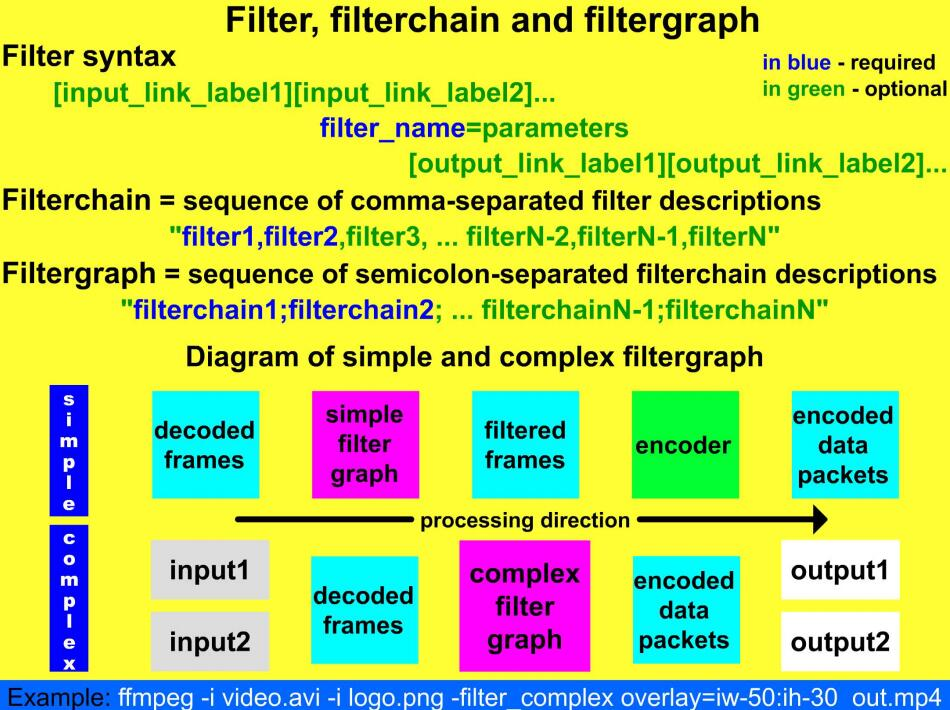 Filter, filterchain and filtergraph
Filter syntax
in blue - required
in green - optional
[input_link_label1][input_link_label2]...
filter_name=parameters
[output_link_label1][output_link_label2]...
Filterchain = sequence of comma-separated filter descriptions
"filter1,filter2,filter3, ... filterN-2,filterN-1,filterN"
Filtergraph = sequence of semicolon-separated filterchain descriptions
"filterchain1;filterchain2; ... filterchainN-1;filterchainN"
Diagram of simple and complex filtergraph
simple
decoded
frames
simple
filter
graph
filtered
frames
encoder
encoded
data
packets
processing direction
complex
input1
input2
decoded
frames
complex
filter
graph
encoded
data
packets
output1
output2
Example: ffmpeg -i video.avi -i logo.png -filter_complex overlay=iw-50:ih-30 out.mp4